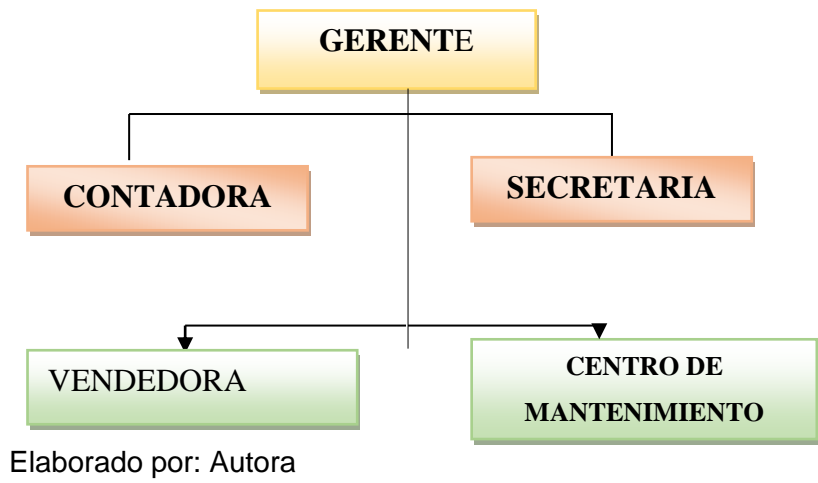 GERENTE
CONTADORA
SECRETARIA
VENDEDORA
CENTRO DE
MANTENIMIENTO
Elaborado por: Autora